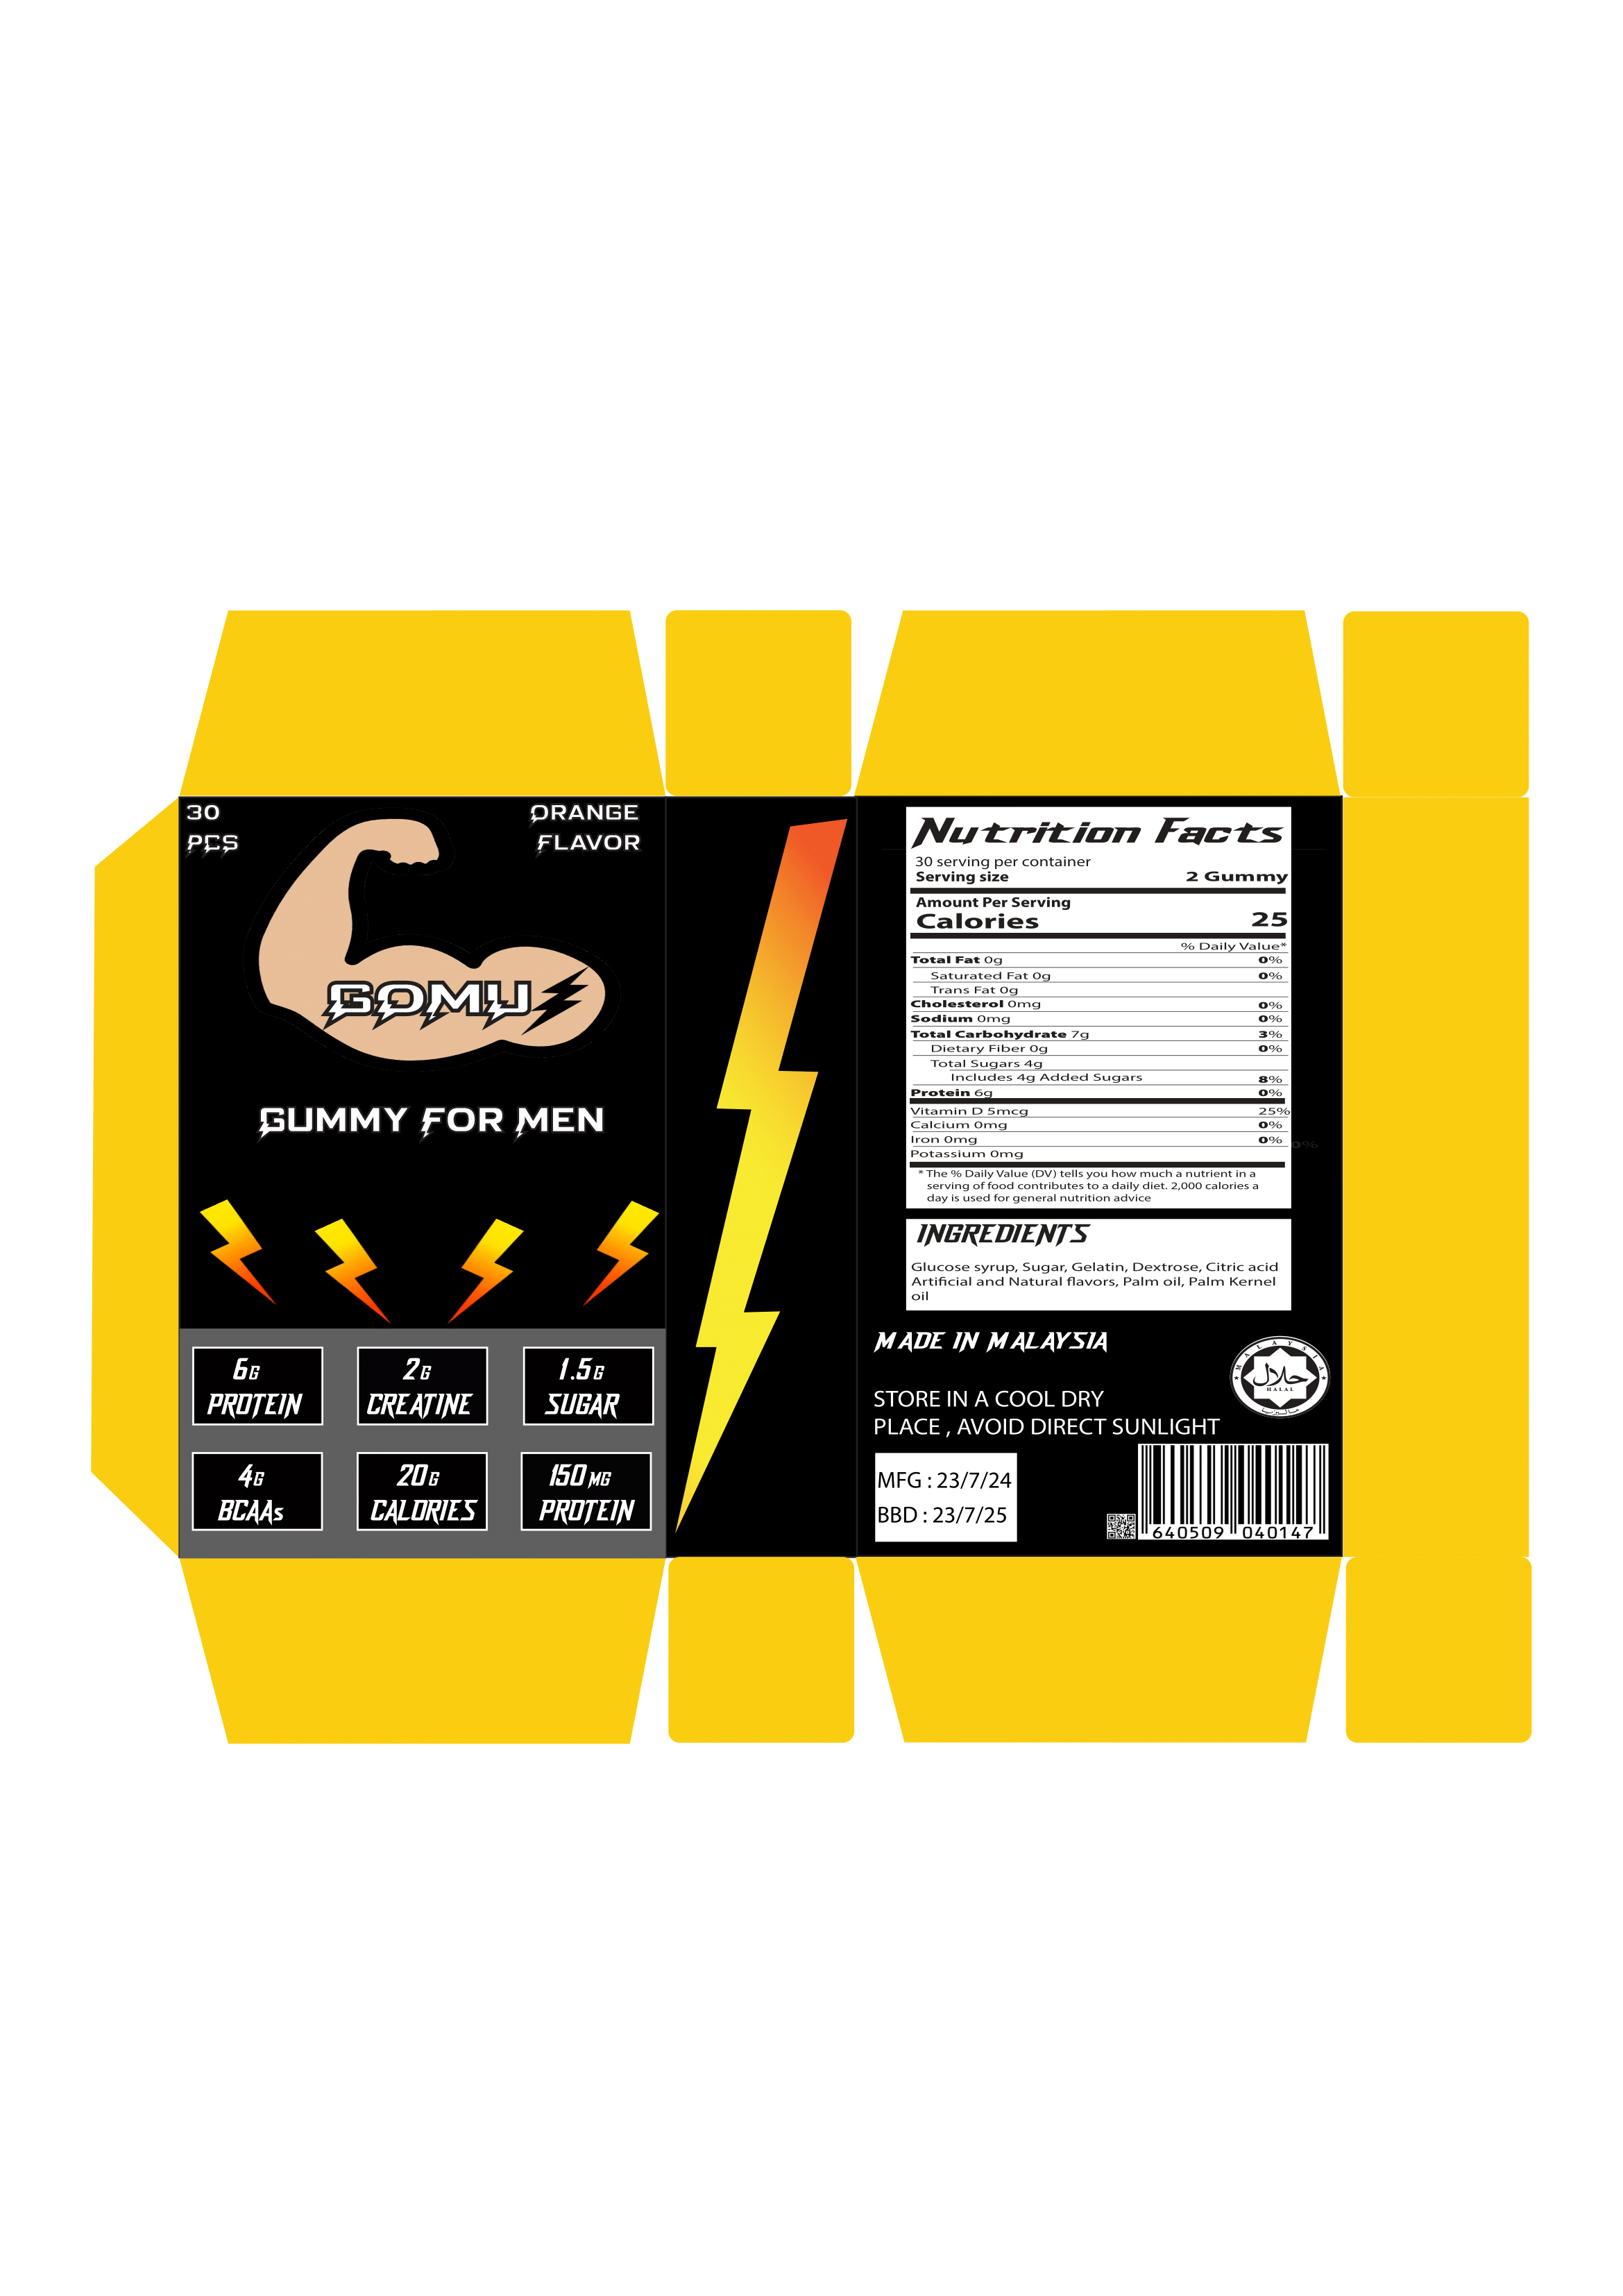 30
PCS
ORANGE
FLAVOR
GOMU
GUMMY FOR MEN
6G
PROTEIN
2G
CREATINE
1.5G
SUGAR
4G
BCAAs
20G
CALORIES
150 MG
PROTEIN
Nutrition Facts
30 serving per container
Serving size 2 Gummy
Amount Per Serving
Calories 25
% Daily Value*
Total Fat 0g 0%
Saturated Fat 0g 0%
Trans Fat 0g
Cholesterol 0mg 0%
Sodium 0mg 0%
Total Carbohydrate 7g 3%
Dietary Fiber 0g 0%
Total Sugars 4g
Includes 4g Added Sugars 8%
Protein 6g 0%
Vitamin D 5mcg 25%
Calcium 0mg 0%
Iron 0mg 0%
0%
Potassium 0mg
* The % Daily Value (DV) tells you how much a nutrient in a
serving of food contributes to a daily diet. 2,000 calories a
day is used for general nutrition advice
INGREDIENTS
Glucose syrup, Sugar, Gelatin, Dextrose, Citric acid
Artificial and Natural flavors, Palm oil, Palm Kernel
oil
MADE IN MALAYSIA
MALAYSIA
حلال
HALAL
مليسيا
STORE IN A COOL DRY
PLACE , AVOID DIRECT SUNLIGHT
MFG : 23/7/24
BBD : 23/7/25
640509 040147